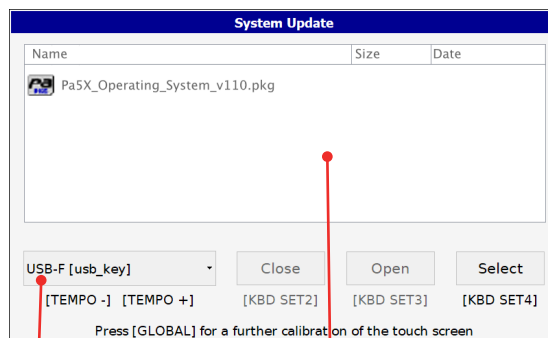 System Update
Name Size Date
Pa Pa5X_Operating_System_v110.pkg
USB-F [usb_key] Close Open Select
[TEMPO -] [TEMPO +] [KBD SET2] [KBD SET3] [KBD SET4]
Press [GLOBAL] for a further calibration of the touch screen